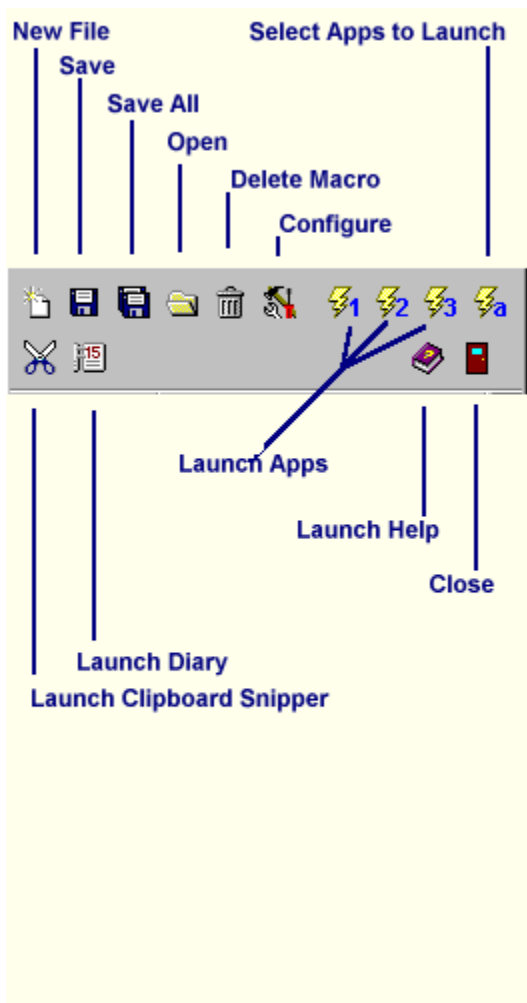 New File
Select Apps to Launch
Save
Save All
Open
Delete Macro
Configure
1 2 3 a
15
Launch Apps
Launch Help
Close
Launch Diary
Launch Clipboard Snipper